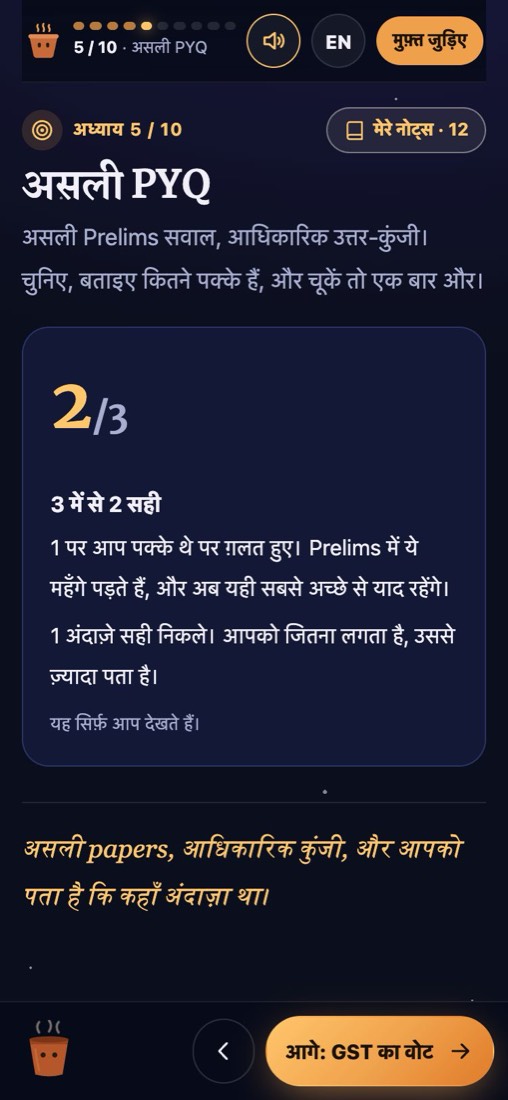 5 / 10 · असली PYQ
EN
मुफ़्त जुड़िए
अध्याय 5 / 10
मेरे नोट्स · 12
असली PYQ
असली Prelims सवाल, आधिकारिक उत्तर-कुंजी।
चुनिए, बताइए कितने पक्के हैं, और चूकें तो एक बार और।
2/3
3 में से 2 सही
1 पर आप पक्के थे पर ग़लत हुए। Prelims में ये
महँगे पड़ते हैं, और अब यही सबसे अच्छे से याद रहेंगे।
1 अंदाज़े सही निकले। आपको जितना लगता है, उससे
ज़्यादा पता है।
यह सिर्फ़ आप देखते हैं।
असली papers, आधिकारिक कुंजी, और आपको
पता है कि कहाँ अंदाज़ा था।
आगे: GST का वोट